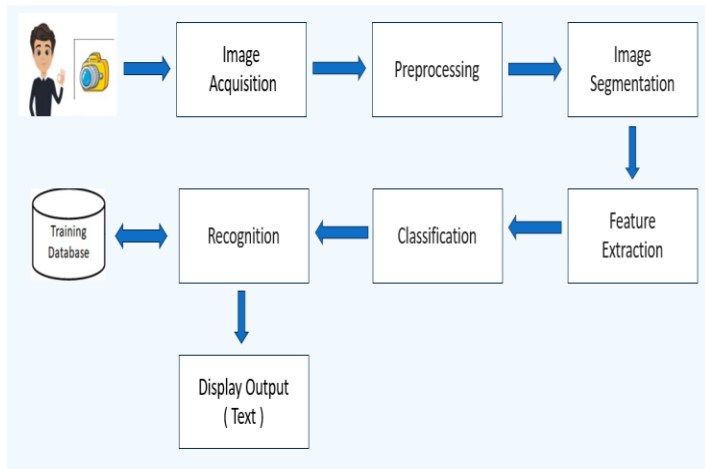 Image
Acquisition
Preprocessing
Image
Segmentation
Training
Database
Recognition
Classification
Feature
Extraction
Display Output
( Text )